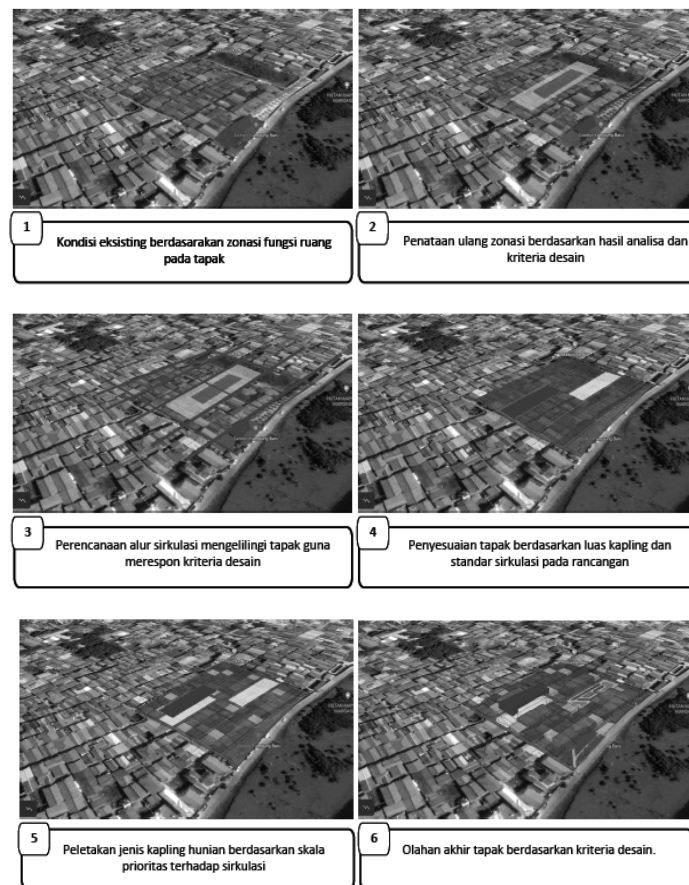 1
Kondisi eksisting berdasarakan zonasi fungsi ruang
pada tapak
2
Penataan ulang zonasi berdasarkan hasil analisa dan
kriteria desain
3
Perencanaan alur sirkulasi mengelilingi tapak guna
merespon kriteria desain
4
Penyesuaian tapak berdasarkan luas kapling dan
standar sirkulasi pada rancangan
5
Peletakan jenis kapling hunian berdasarkan skala
prioritas terhadap sirkulasi
6
Olahan akhir tapak berdasarkan kriteria desain.